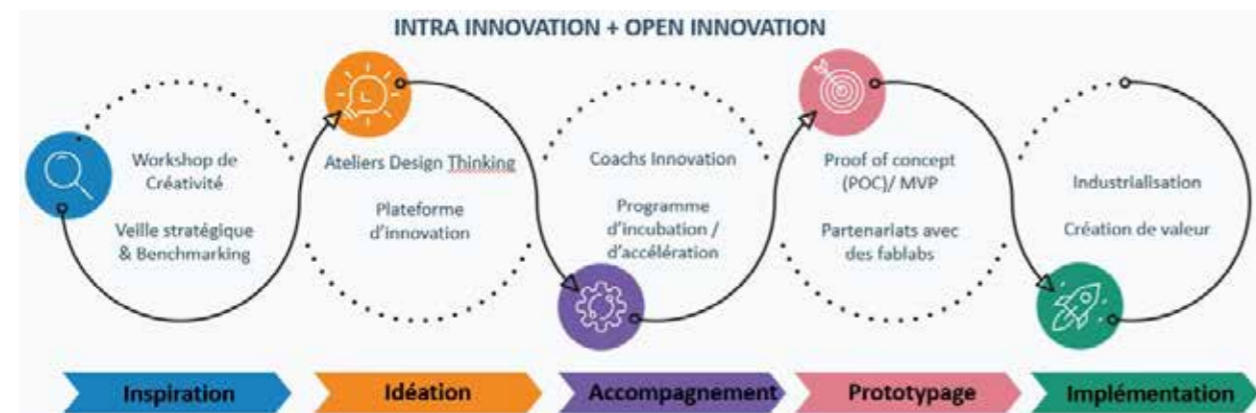 INTRA INNOVATION + OPEN INNOVATION
Workshop de
Créativité
Veille stratégique
& Benchmarking
Ateliers Design Thinking
Plateforme
d'innovation
Coachs Innovation
Programme
d'incubation /
d'accélération
Proof of concept
(POC)/ MVP
Partenariats avec
des fablabs
Industrialisation
Création de valeur
Inspiration
Idéation
Accompagnement
Prototypage
Implémentation